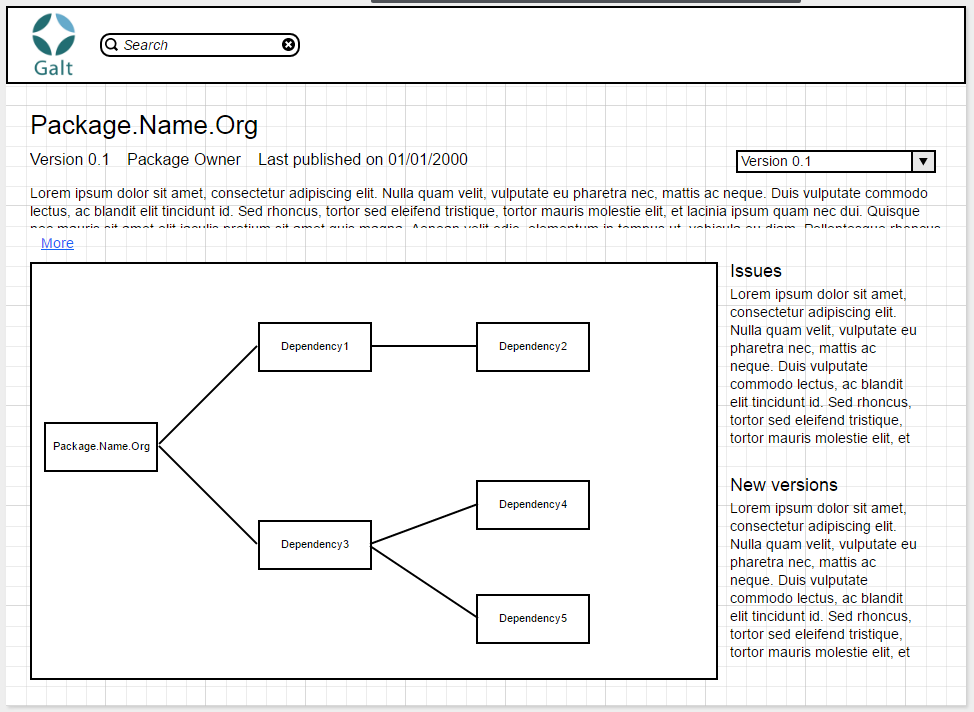 Galt
Search
Package.Name.Org
Version 0.1 Package Owner Last published on 01/01/2000
Version 0.1
Lorem ipsum dolor sit amet, consectetur adipiscing elit. Nulla quam velit, vulputate eu pharetra nec, mattis ac neque. Duis vulputate commodo
lectus, ac blandit elit tincidunt id. Sed rhoncus, tortor sed eleifend tristique, tortor mauris molestie elit, et lacinia ipsum quam nec dui. Quisque
More
Dependency1
Dependency2
Package.Name.Org
Dependency4
Dependency3
Dependency5
Issues
Lorem ipsum dolor sit amet,
consectetur adipiscing elit.
Nulla quam velit, vulputate eu
pharetra nec, mattis ac
neque. Duis vulputate
commodo lectus, ac blandit
elit tincidunt id. Sed rhoncus,
tortor sed eleifend tristique,
tortor mauris molestie elit, et
New versions
Lorem ipsum dolor sit amet,
consectetur adipiscing elit.
Nulla quam velit, vulputate eu
pharetra nec, mattis ac
neque. Duis vulputate
commodo lectus, ac blandit
elit tincidunt id. Sed rhoncus,
tortor sed eleifend tristique,
tortor mauris molestie elit, et